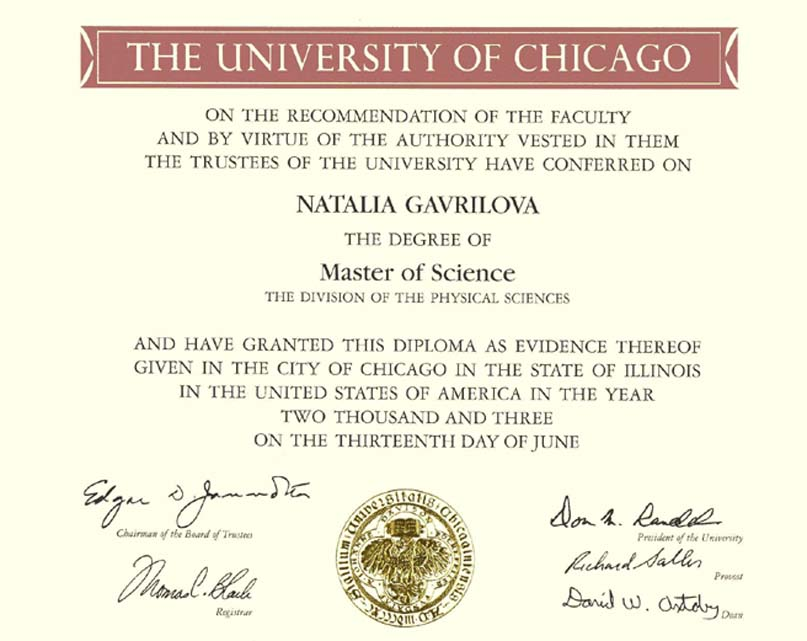 THE UNIVERSITY OF CHICAGO
ON THE RECOMMENDATION OF THE FACULTY
AND BY VIRTUE OF THE AUTHORITY VESTED IN THEM
THE TRUSTEES OF THE UNIVERSITY HAVE CONFERRED ON
NATALIA GAVRILOVA
THE DEGREE OF
Master of Science
THE DIVISION OF THE PHYSICAL SCIENCES
AND HAVE GRANTED THIS DIPLOMA AS EVIDENCE THEREOF
GIVEN IN THE CITY OF CHICAGO IN THE STATE OF ILLINOIS
IN THE UNITED STATES OF AMERICA IN THE YEAR
TWO THOUSAND AND THREE
ON THE THIRTEENTH DAY OF JUNE
Edgar D.
Chairman of the Board of Trustees
Thomas C. Black
Registrar
Sigillum Universitatis Chicaginiensis
Don M. Randel
President of the University
Richard Saller
Provost
David W. Oxtoby
Dean